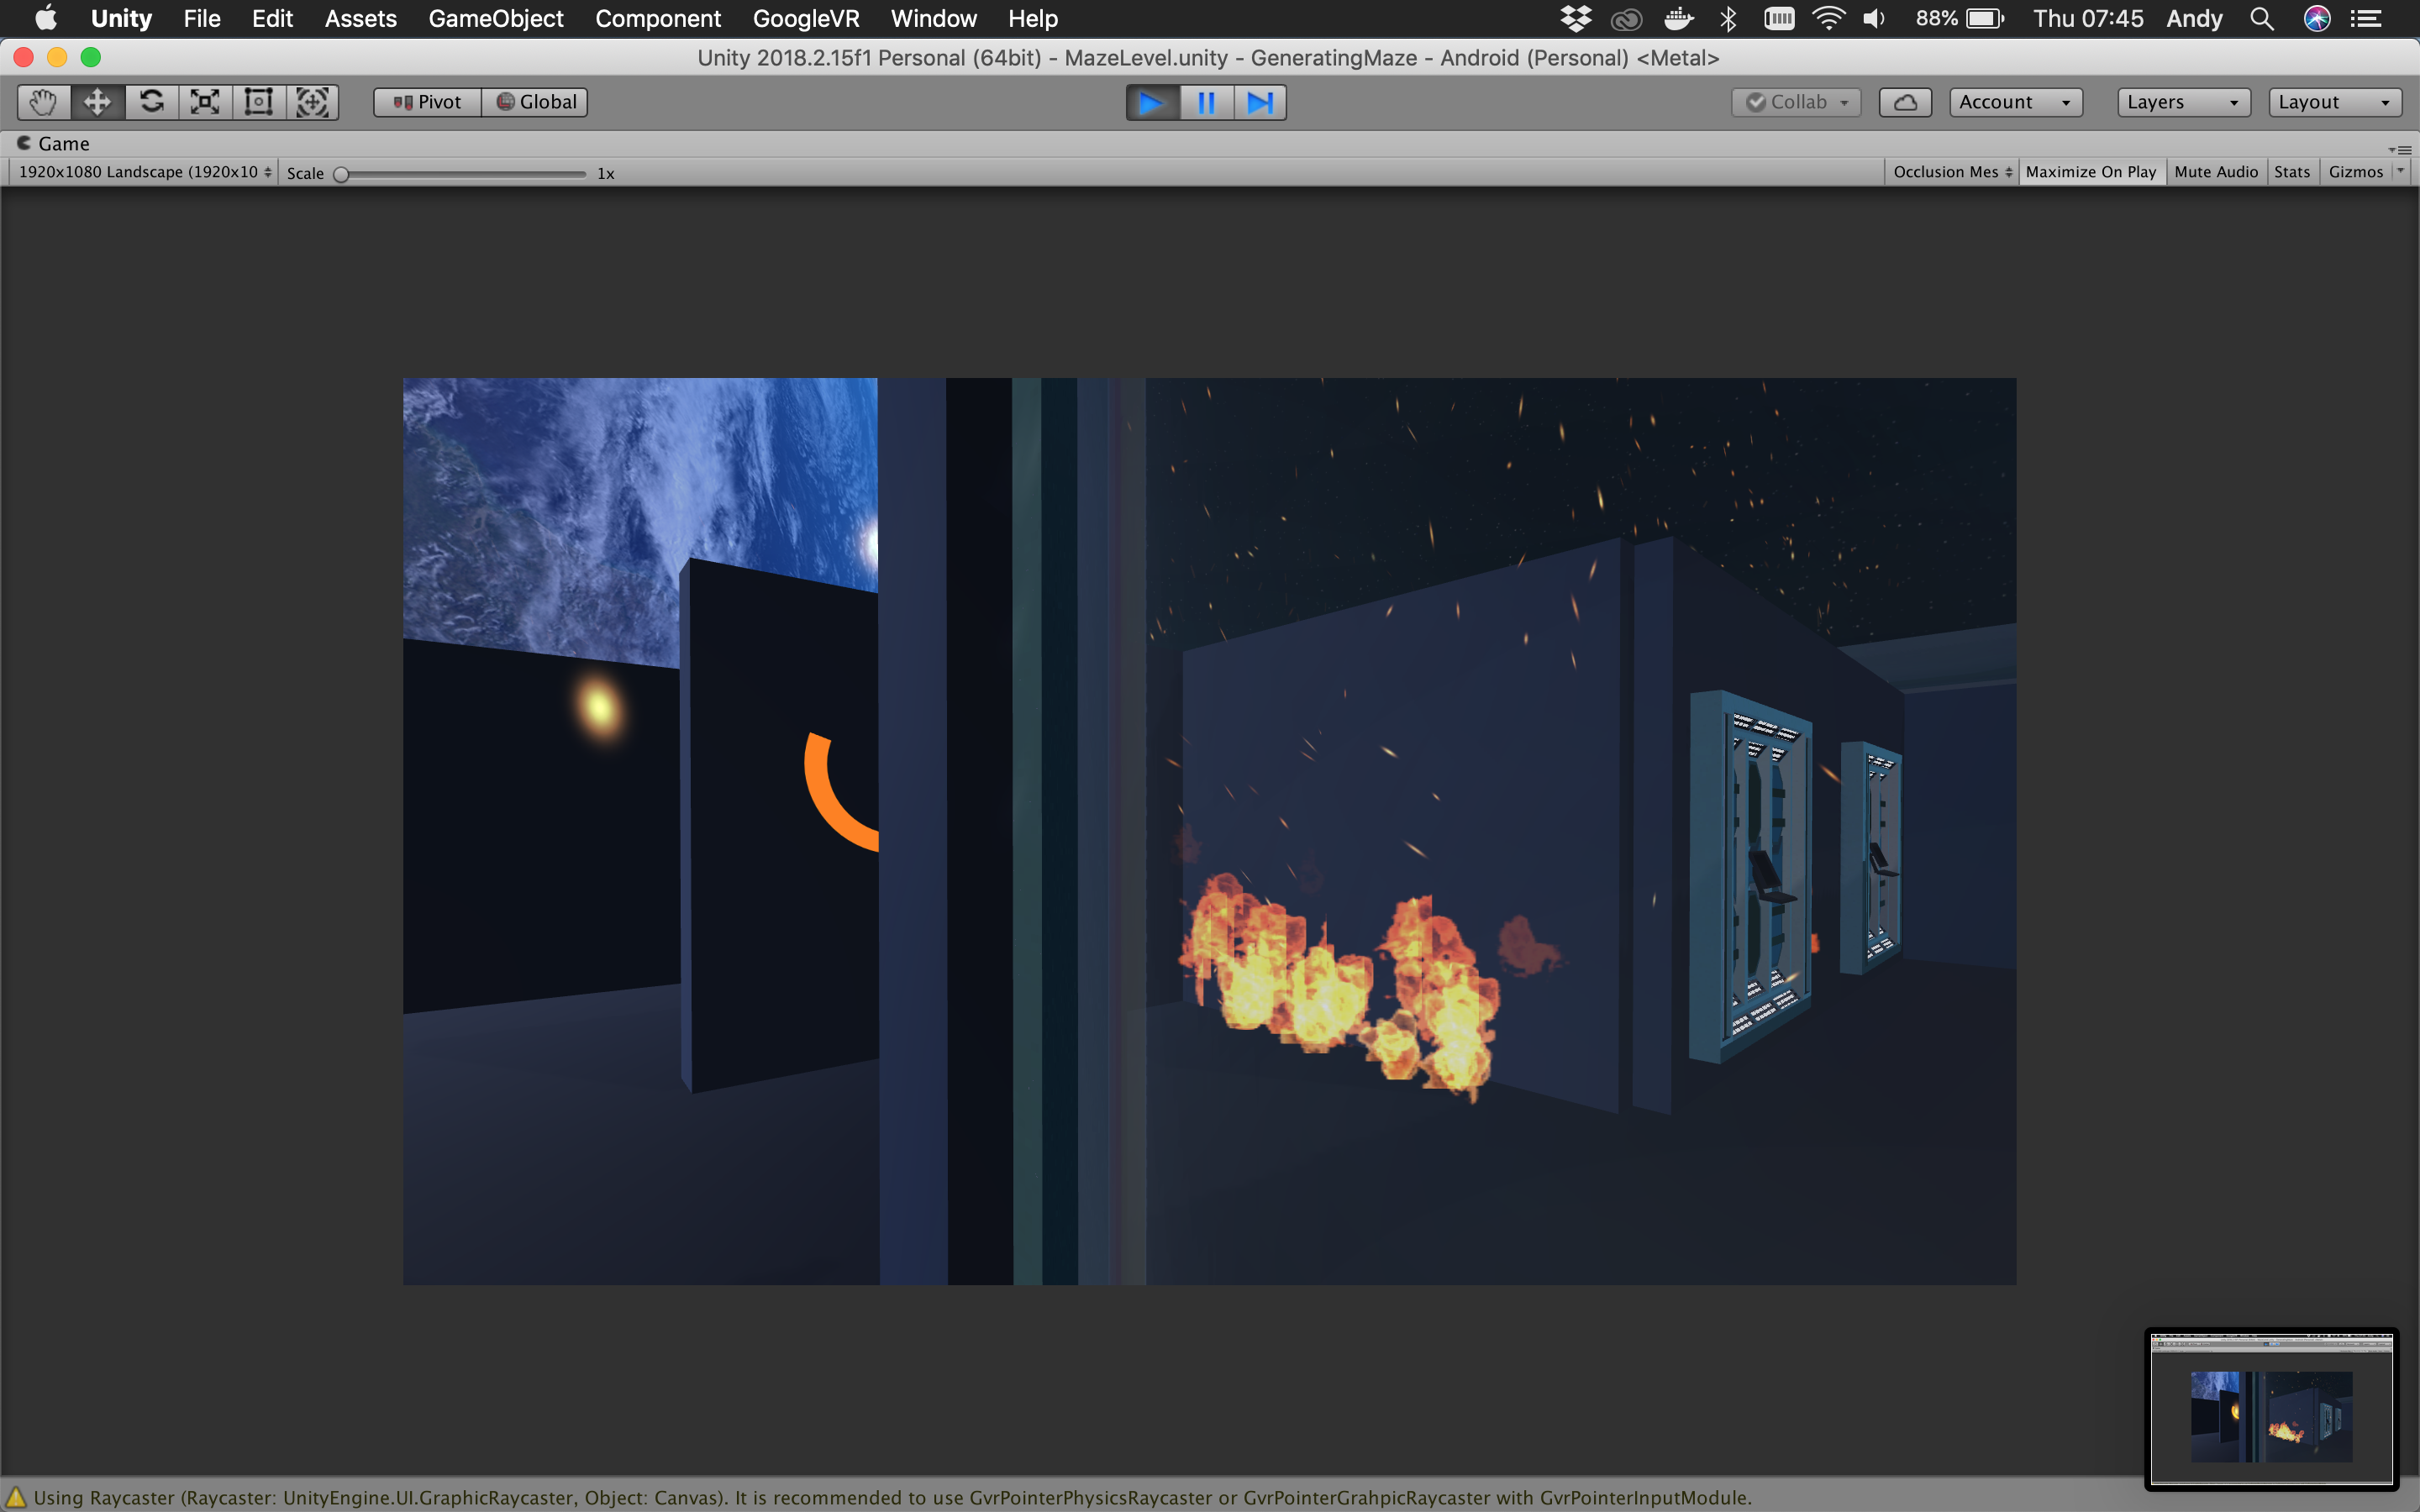 Unity File Edit Assets GameObject Component GoogleVR Window Help 88% Thu 07:45 Andy
Unity 2018.2.15f1 Personal (64bit) - MazeLevel.unity - GeneratingMaze - Android (Personal) <Metal>
Pivot Global Collab Account Layers Layout
Game
1920x1080 Landscape (1920x10 Scale 1x Occlusion Mes Maximize On Play Mute Audio Stats Gizmos
Using Raycaster (Raycaster: UnityEngine.UI.GraphicRaycaster, Object: Canvas). It is recommended to use GvrPointerPhysicsRaycaster or GvrPointerGrahpicRaycaster with GvrPointerInputModule.